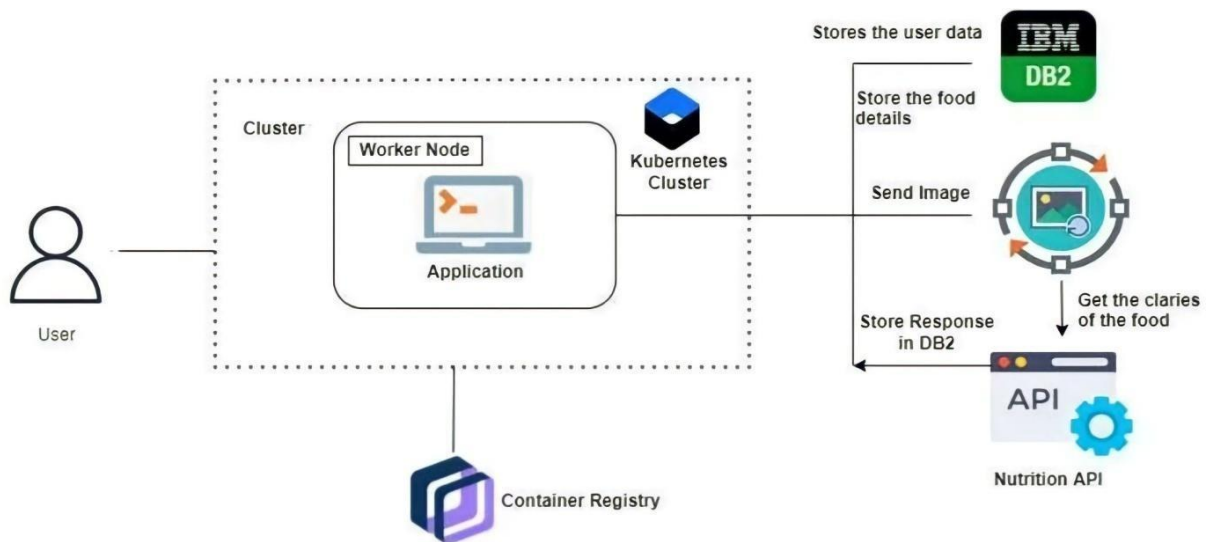 Stores the user data
IBM
DB2
Store the food
details
Cluster
Worker Node
Kubernetes
Cluster
Application
User
Send Image
Get the claries
of the food
Store Response
in DB2
API
Nutrition API
Container Registry